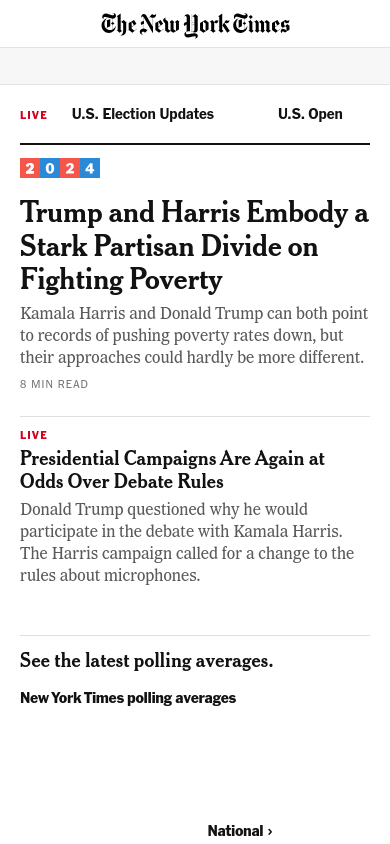 The New York Times
LIVE U.S. Election Updates U.S. Open
2024
Trump and Harris Embody a
Stark Partisan Divide on
Fighting Poverty
Kamala Harris and Donald Trump can both point
to records of pushing poverty rates down, but
their approaches could hardly be more different.
8 MIN READ
LIVE
Presidential Campaigns Are Again at
Odds Over Debate Rules
Donald Trump questioned why he would
participate in the debate with Kamala Harris.
The Harris campaign called for a change to the
rules about microphones.
See the latest polling averages.
New York Times polling averages
National ›